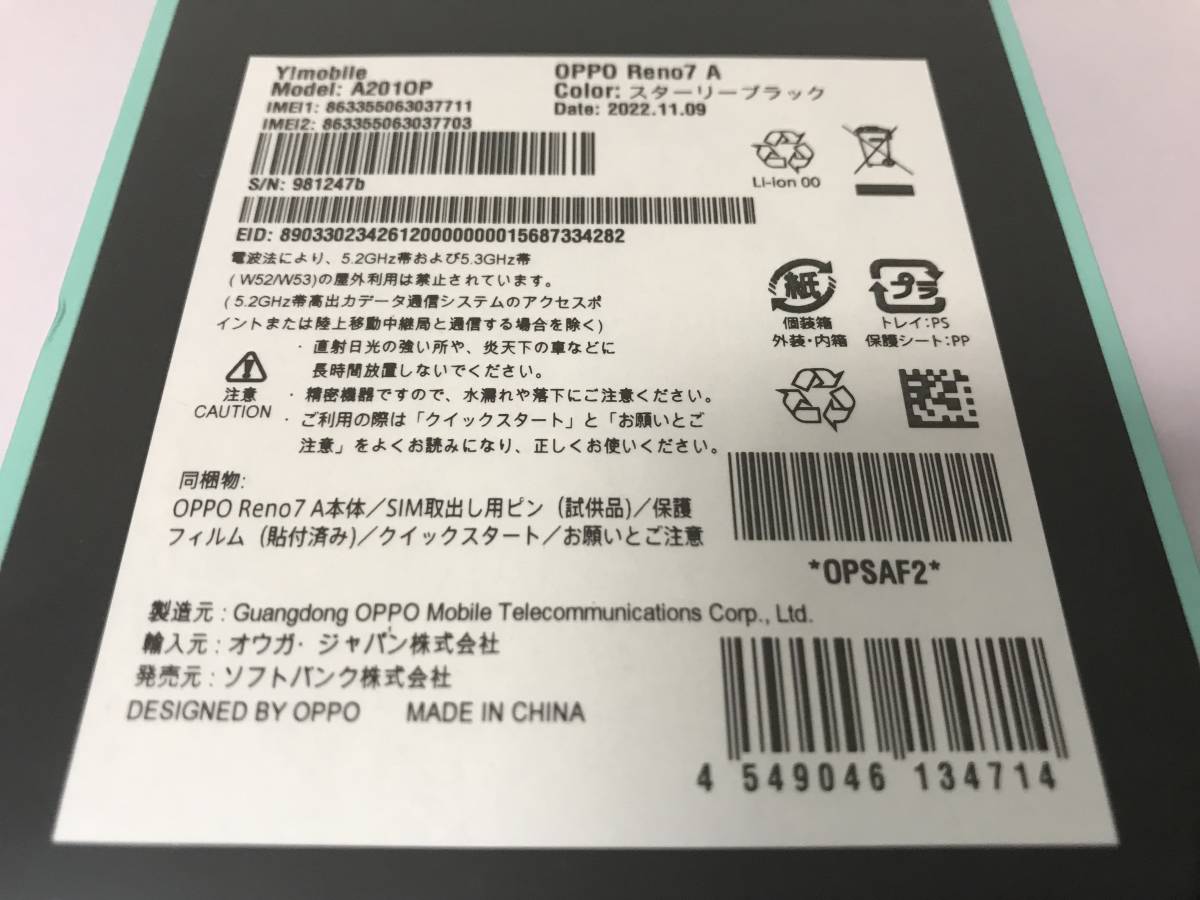 Y!mobile
Model: A201OP
IMEI1: 863355063037711
IMEI2: 863355063037703
OPPO Reno7 A
Color: スターリーブラック
Date: 2022.11.09
S/N: 981247b
Li-ion 00
EID: 89033023426120000000015687334282
電波法により、5.2GHz帯および5.3GHz帯
(W52/W53)の屋外利用は禁止されています。
(5.2GHz帯高出力データ通信システムのアクセスポ
イントまたは陸上移動中継局と通信する場合を除く)
注意
CAUTION
・直射日光の強い所や、炎天下の車などに
長時間放置しないでください。
・精密機器ですので、水漏れや落下にご注意ください。
・ご利用の際は「クイックスタート」と「お願いとご
注意」をよくお読みになり、正しくお使いください。
紙
個装箱
外装・内箱
プラ
トレイ:PS
保護シート:PP
同梱物:
OPPO Reno7 A本体/SIM取出し用ピン(試供品)/保護
フィルム(貼付済み)/クイックスタート/お願いとご注意
*OPSAF2*
製造元:Guangdong OPPO Mobile Telecommunications Corp., Ltd.
輸入元:オウガ・ジャパン株式会社
発売元:ソフトバンク株式会社
DESIGNED BY OPPO MADE IN CHINA
4 549046 134714